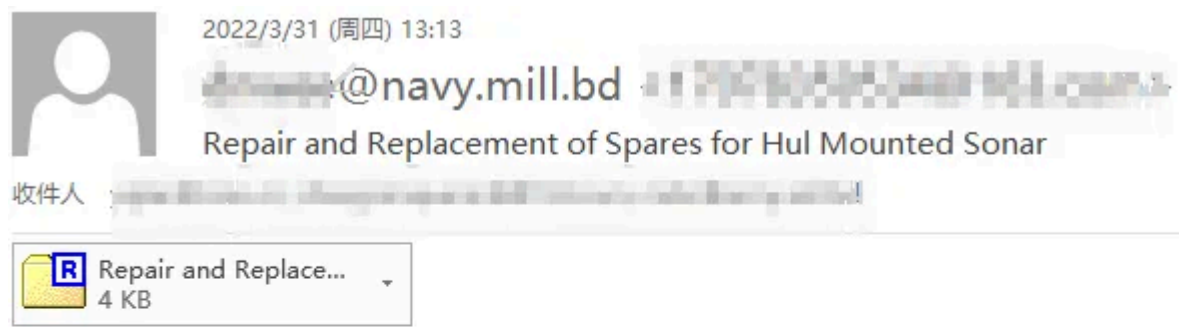 2022/3/31 (周四) 13:13
@navy.mill.bd
Repair and Replacement of Spares for Hul Mounted Sonar
收件人
R
Repair and Replace...
4 KB